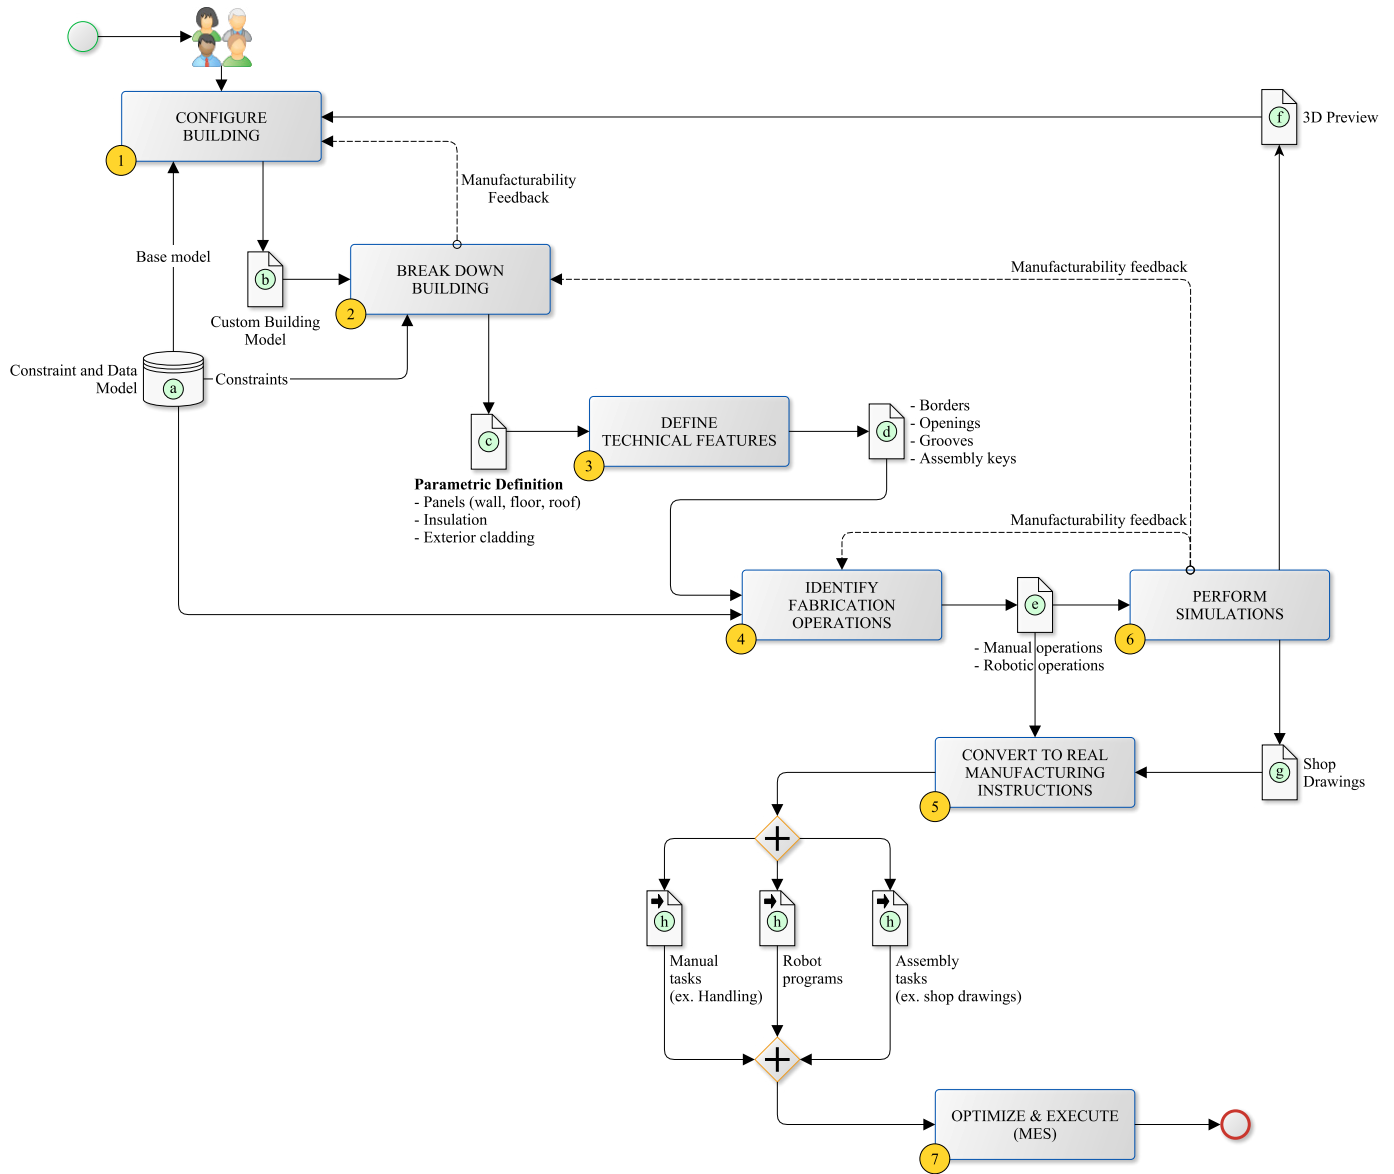 f
3D Preview
CONFIGURE
BUILDING
1
Manufacturability
Feedback
Base model
b
Custom Building
Model
BREAK DOWN
BUILDING
2
Manufacturability feedback
Constraint and Data
Model
a
Constraints
c
Parametric Definition
- Panels (wall, floor, roof)
- Insulation
- Exterior cladding
DEFINE
TECHNICAL FEATURES
3
d
- Borders
- Openings
- Grooves
- Assembly keys
Manufacturability feedback
IDENTIFY
FABRICATION
OPERATIONS
4
e
- Manual operations
- Robotic operations
PERFORM
SIMULATIONS
6
CONVERT TO REAL
MANUFACTURING
INSTRUCTIONS
5
g
Shop
Drawings
h
Manual
tasks
(ex. Handling)
h
Robot
programs
h
Assembly
tasks
(ex. shop drawings)
OPTIMIZE & EXECUTE
(MES)
7